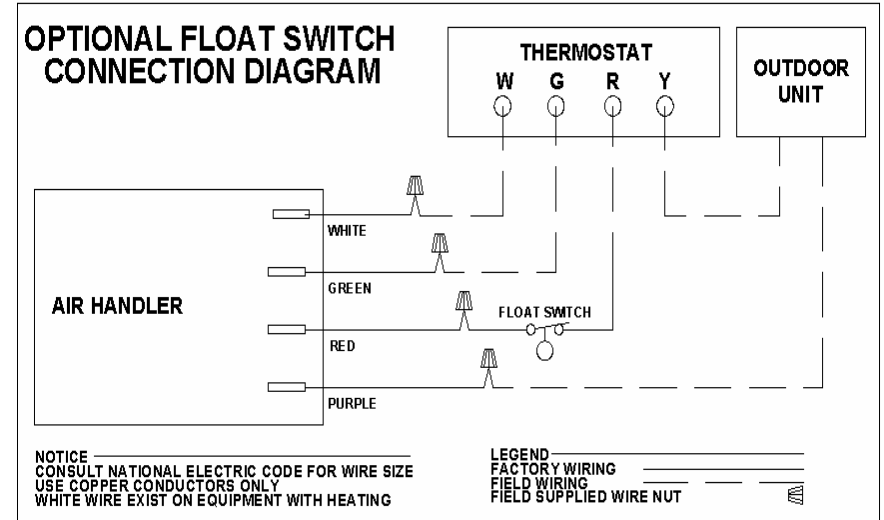 OPTIONAL FLOAT SWITCH
CONNECTION DIAGRAM
THERMOSTAT
W G R Y
OUTDOOR
UNIT
WHITE
GREEN
AIR HANDLER
FLOAT SWITCH
RED
PURPLE
NOTICE
CONSULT NATIONAL ELECTRIC CODE FOR WIRE SIZE
USE COPPER CONDUCTORS ONLY
WHITE WIRE EXIST ON EQUIPMENT WITH HEATING
LEGEND
FACTORY WIRING
FIELD WIRING
FIELD SUPPLIED WIRE NUT